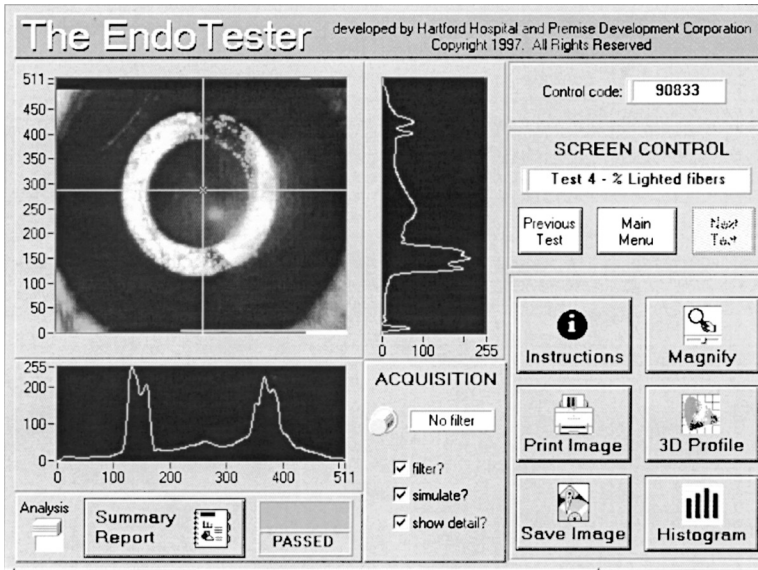 The EndoTester
developed by Hartford Hospital and Premise Development Corporation
Copyright 1997. All Rights Reserved
511
450
400
350
300
250
200
150
100
50
0
0 100 255
255
200
100
0
0 100 200 300 400 511
Control code: 90833
SCREEN CONTROL
Test 4 - % Lighted fibers
Previous
Test
Main
Menu
Next
Test
ACQUISITION
No filter
filter?
simulate?
show detail?
Instructions
Magnify
Print Image
3D Profile
Save Image
Histogram
Analysis
Summary
Report
PASSED